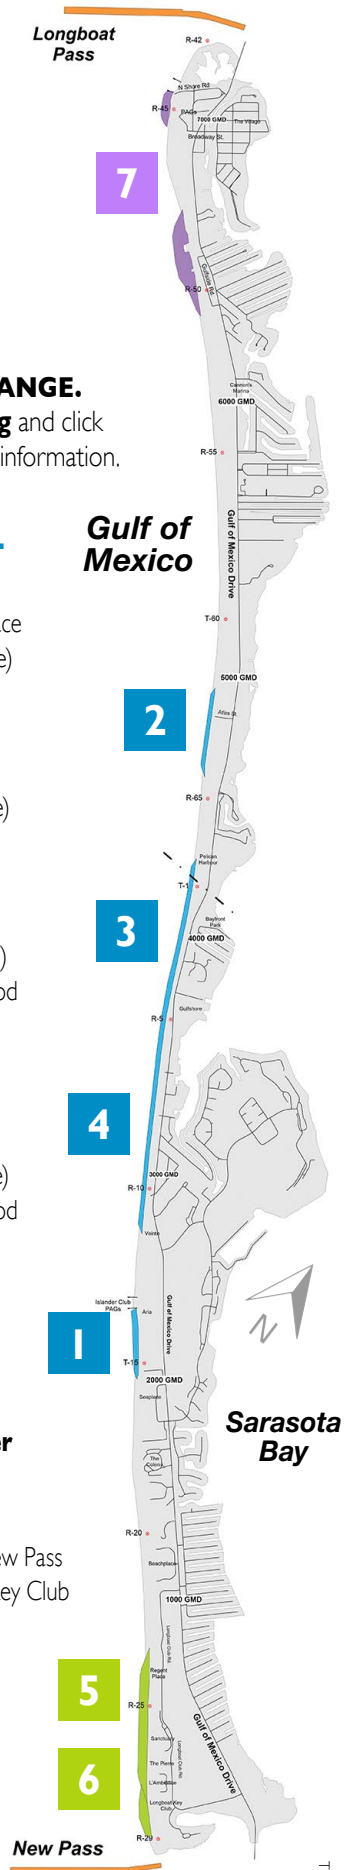 Longboat
Pass
R-42
N Shore Rd
R-45
PAGs
7000 GMD
The Village
Broadway St.
7
Gulfside Rd.
R-50
ANGE.
g and click
information.
Cannon's
Marina
6000 GMD
R-55
Gulf of
Mexico
Gulf of Mexico Drive
ce
T-60
e)
5000 GMD
2
Atlas St.
R-65
e)
Pelican
Harbour
T-1
3
Bayfront
Park
4000 GMD
)
od
Gulfshore
R-5
4
3000 GMD
e)
R-10
od
Veinte
Islander Club
PAGs
Aria
Gulf of Mexico Drive
N
1
T-15
2000 GMD
Seaplace
Sarasota
Bay
er
The
Colony
R-20
ew Pass
Beachplace
Key Club
1000 GMD
Longboat Club Rd
5
Regent
Place
R-25
Gulf of Mexico Drive
Sanctuary
Longboat Club Rd
6
The Pierre
L'Ambiance
Longboat Key
Club
R-29
New Pass